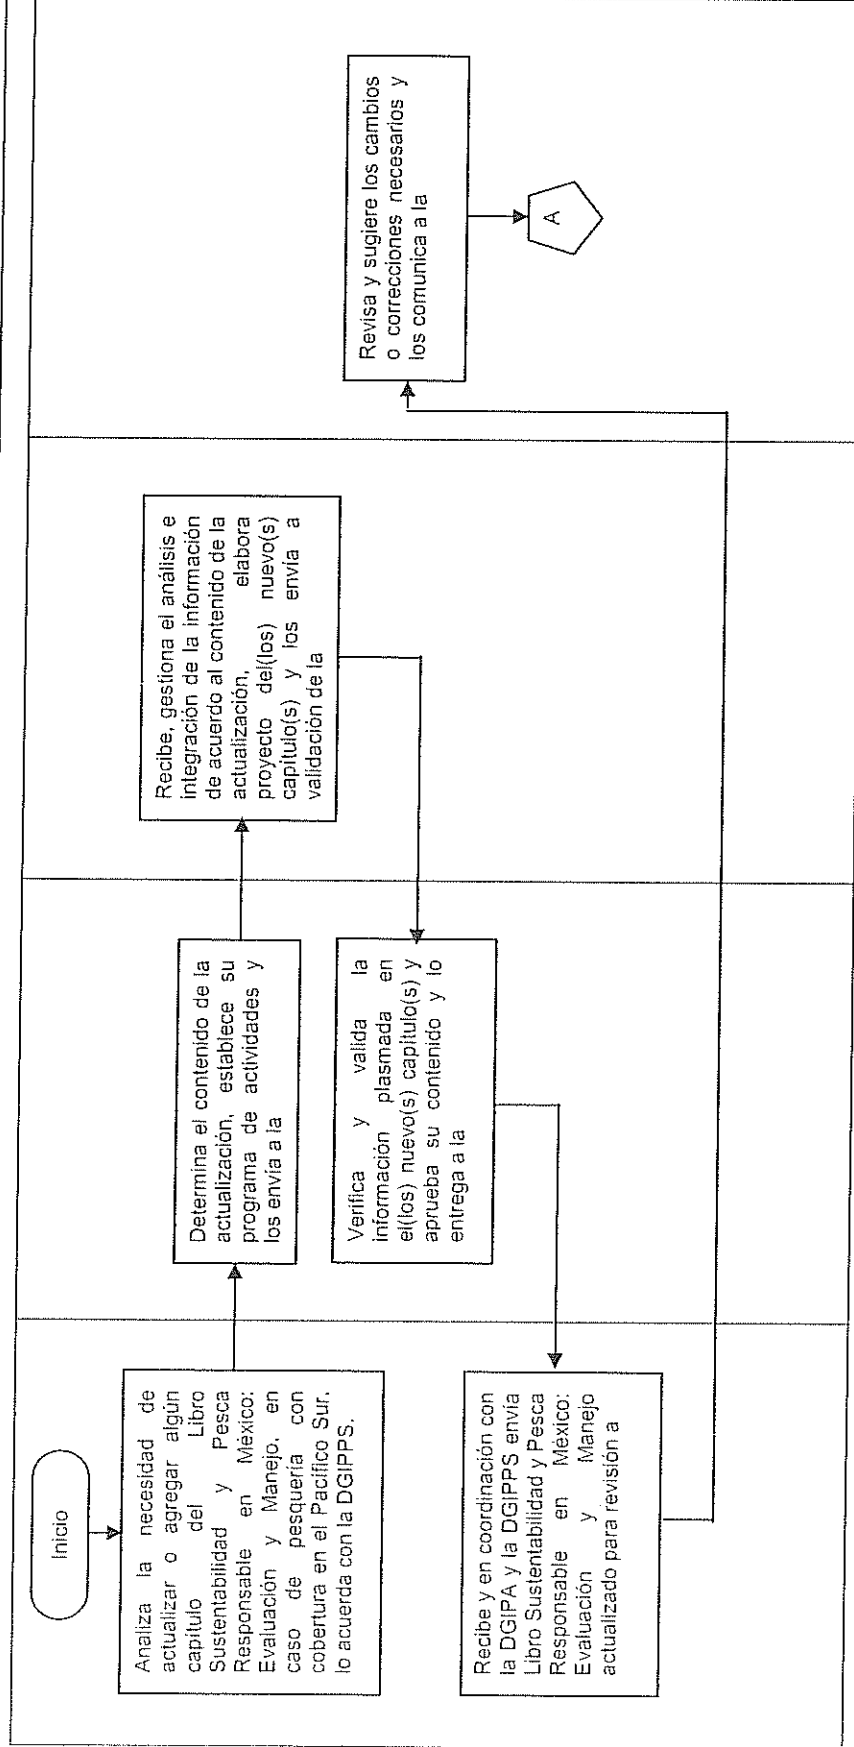 Inicio
Analiza la necesidad de
actualizar o agregar algún
capítulo del Libro
Sustentabilidad y Pesca
Responsable en México:
Evaluación y Manejo, en
caso de pesquería con
cobertura en el Pacífico Sur,
lo acuerda con la DGIPPS.
Determina el contenido de la
actualización, establece su
programa de actividades y
los envía a la
Recibe, gestiona el análisis e
integración de la información
de acuerdo al contenido de la
actualización, elabora
proyecto del(los) nuevo(s)
capítulo(s) y los envía a
validación de la
Verifica y valida la
información plasmada en
el(los) nuevo(s) capítulo(s) y
aprueba su contenido y lo
entrega a la
Recibe y en coordinación con
la DGIPA y la DGIPPS envía
Libro Sustentabilidad y Pesca
Responsable en México:
Evaluación y Manejo
actualizado para revisión a
Revisa y sugiere los cambios
o correcciones necesarios y
los comunica a la
A